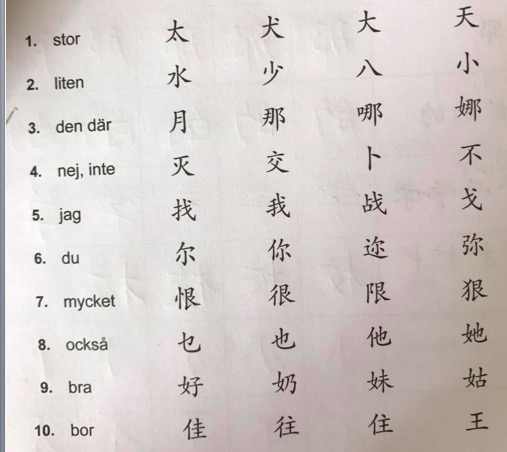 1. stor 太 犬 大 天
2. liten 水 少 八 小
3. den där 月 那 哪 娜
4. nej, inte 灭 交 卜 不
5. jag 找 我 战 戈
6. du 尔 你 迩 弥
7. mycket 恨 很 限 狠
8. också 乜 也 他 她
9. bra 好 奶 妹 姑
10. bor 佳 往 住 王